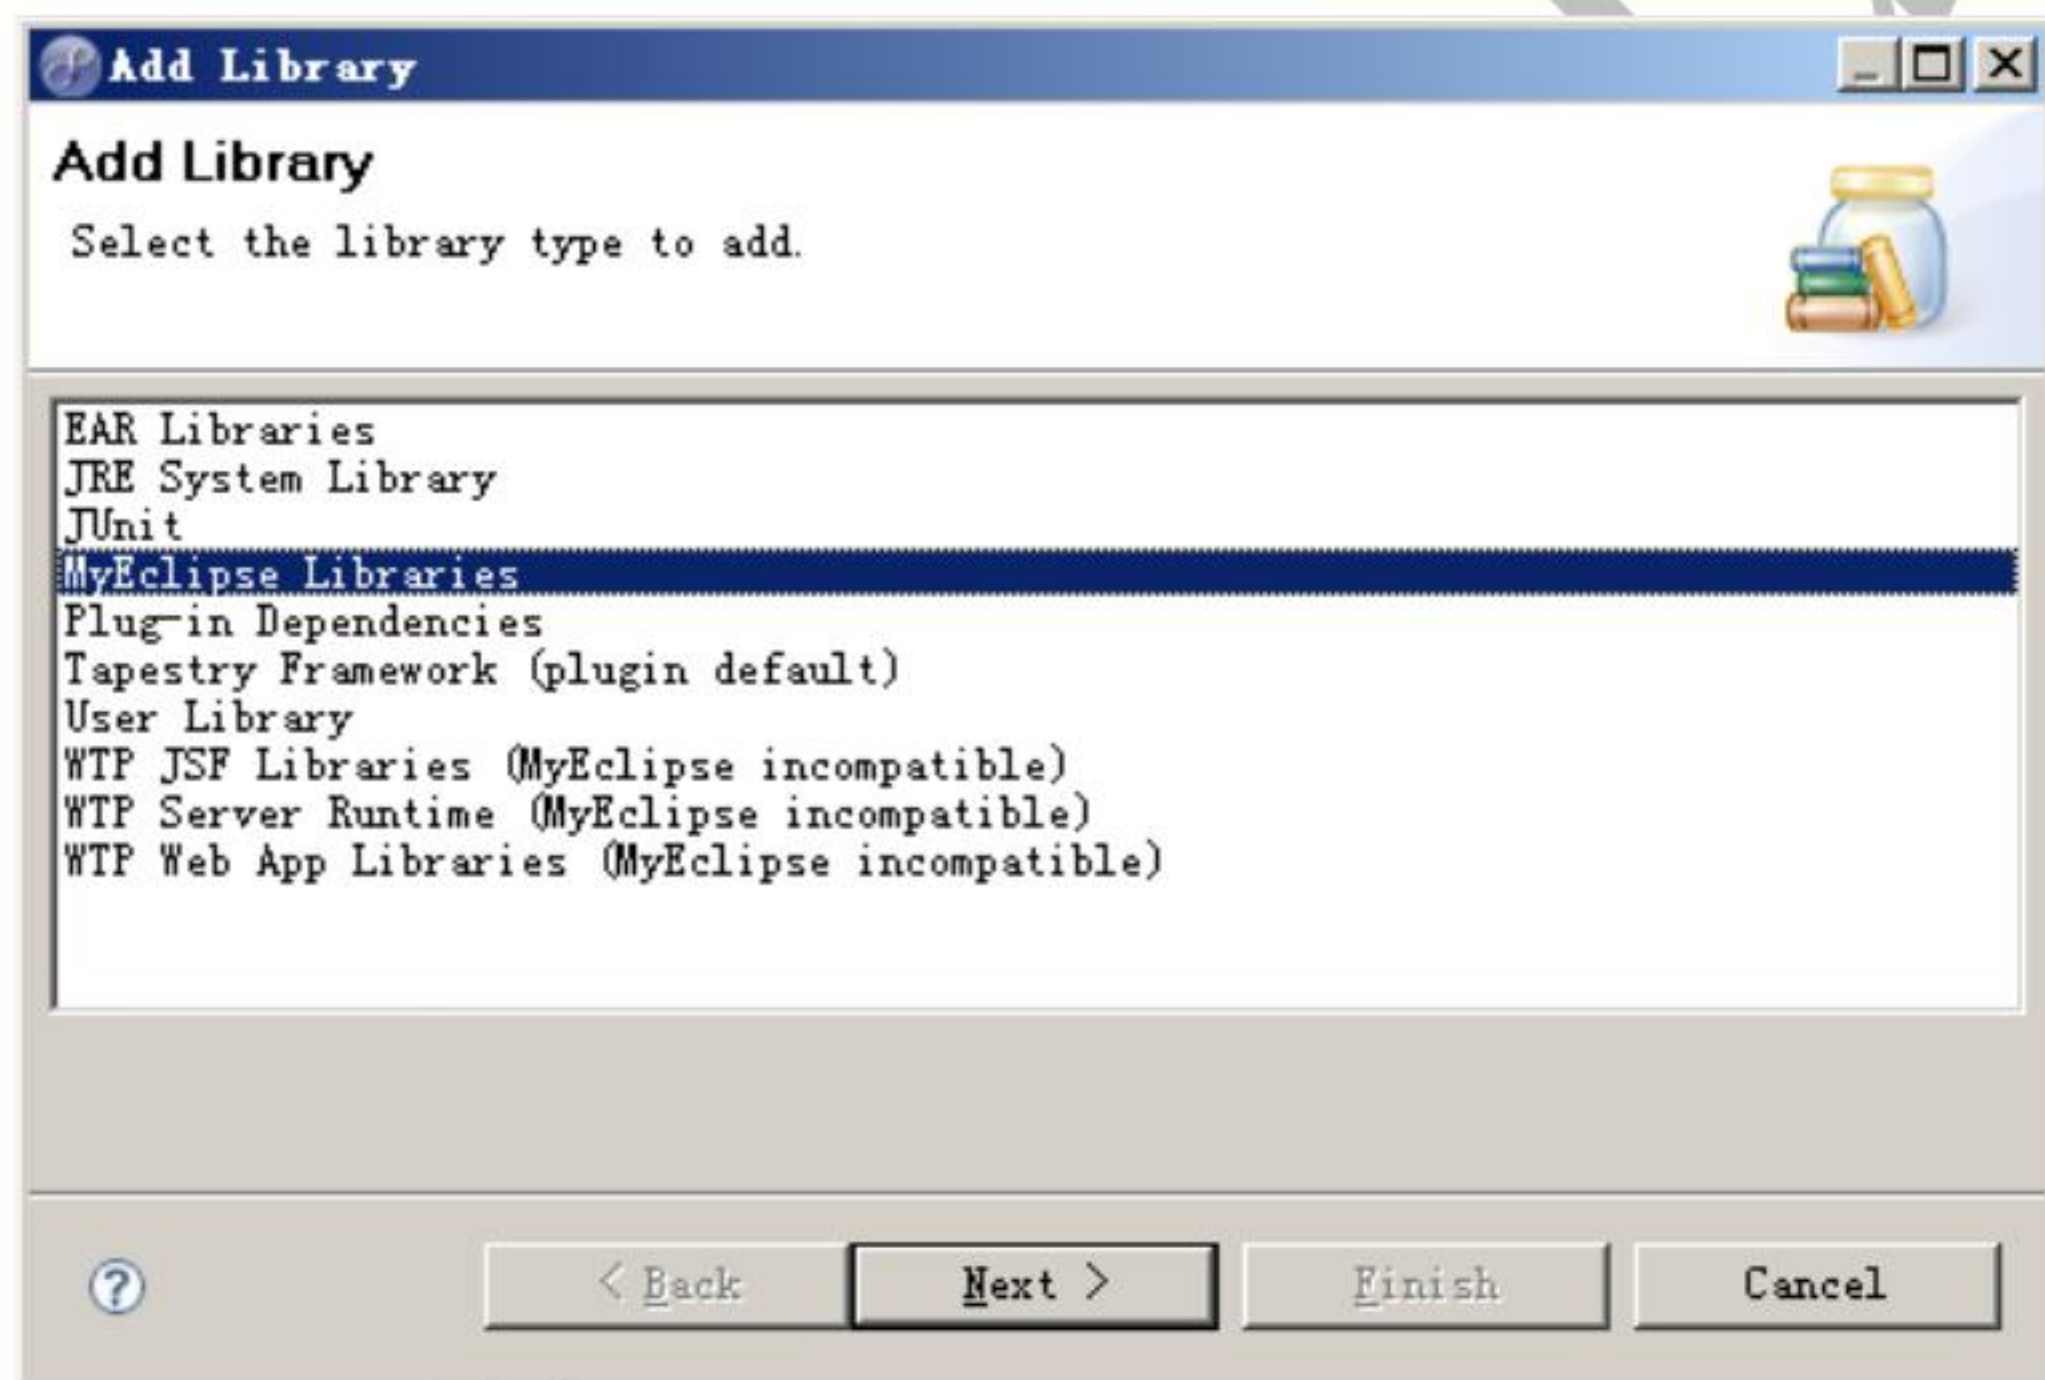 Add Library
Add Library
Select the library type to add.
EAR Libraries
JRE System Library
JUnit
MyEclipse Libraries
Plug-in Dependencies
Tapestry Framework (plugin default)
User Library
WTP JSF Libraries (MyEclipse incompatible)
WTP Server Runtime (MyEclipse incompatible)
WTP Web App Libraries (MyEclipse incompatible)
? < Back Next > Finish Cancel